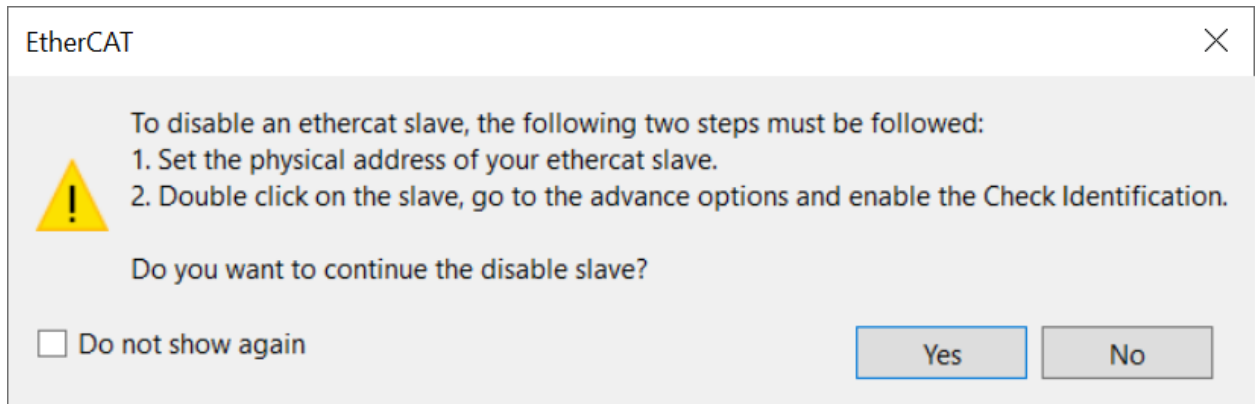 EtherCAT
To disable an ethercat slave, the following two steps must be followed:
1. Set the physical address of your ethercat slave.
2. Double click on the slave, go to the advance options and enable the Check Identification.
Do you want to continue the disable slave?
Do not show again
Yes
No